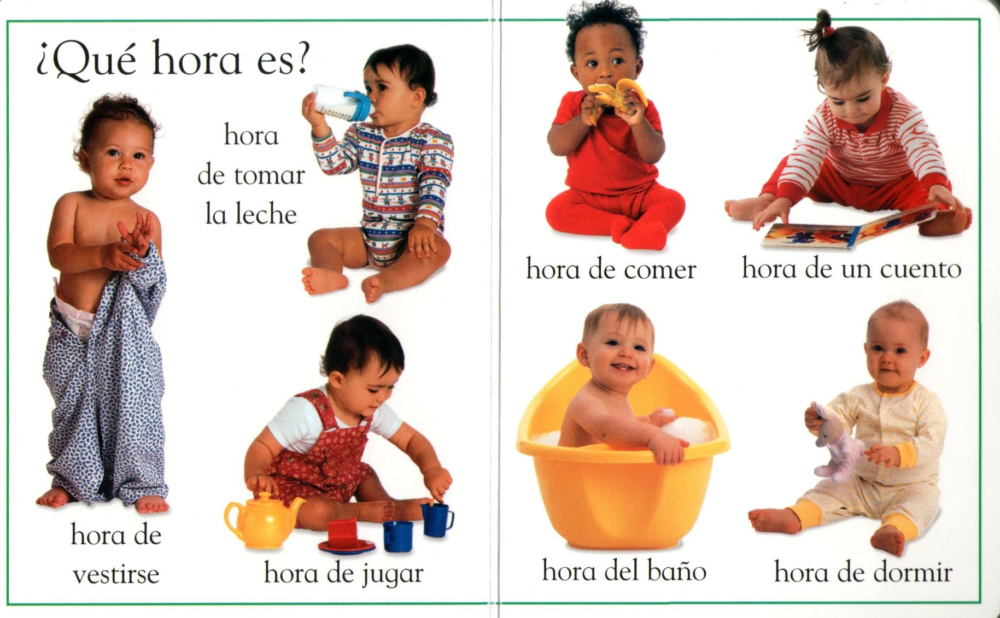 ¿Qué hora es?
hora
de tomar
la leche
hora de
vestirse
hora de jugar
hora de comer
hora de un cuento
hora del baño
hora de dormir